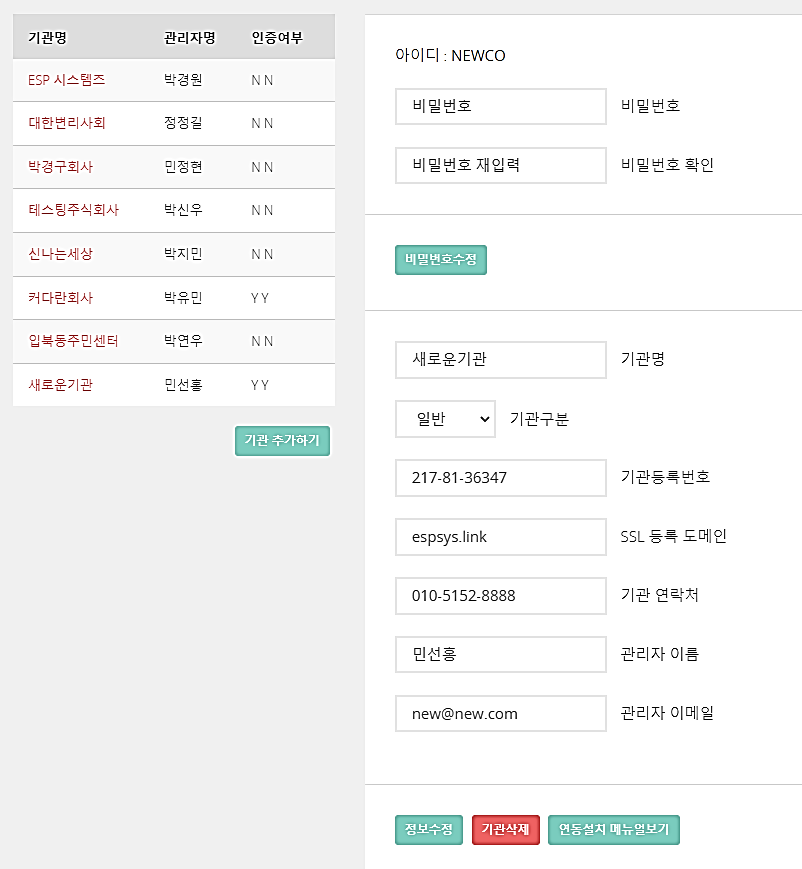 기관명 관리자명 인증여부
ESP 시스템즈 박경원 N N
대한변리사회 정정길 N N
박경구회사 민정현 N N
테스팅주식회사 박신우 N N
신나는세상 박지민 N N
커다란회사 박유민 Y Y
입북동주민센터 박연우 N N
새로운기관 민선홍 Y Y
기관 추가하기
아이디 : NEWCO
비밀번호 비밀번호
비밀번호 재입력 비밀번호 확인
비밀번호수정
새로운기관 기관명
일반 기관구분
217-81-36347 기관등록번호
espsys.link SSL 등록 도메인
010-5152-8888 기관 연락처
민선홍 관리자 이름
new@new.com 관리자 이메일
정보수정 기관삭제 연동설치 메뉴얼보기